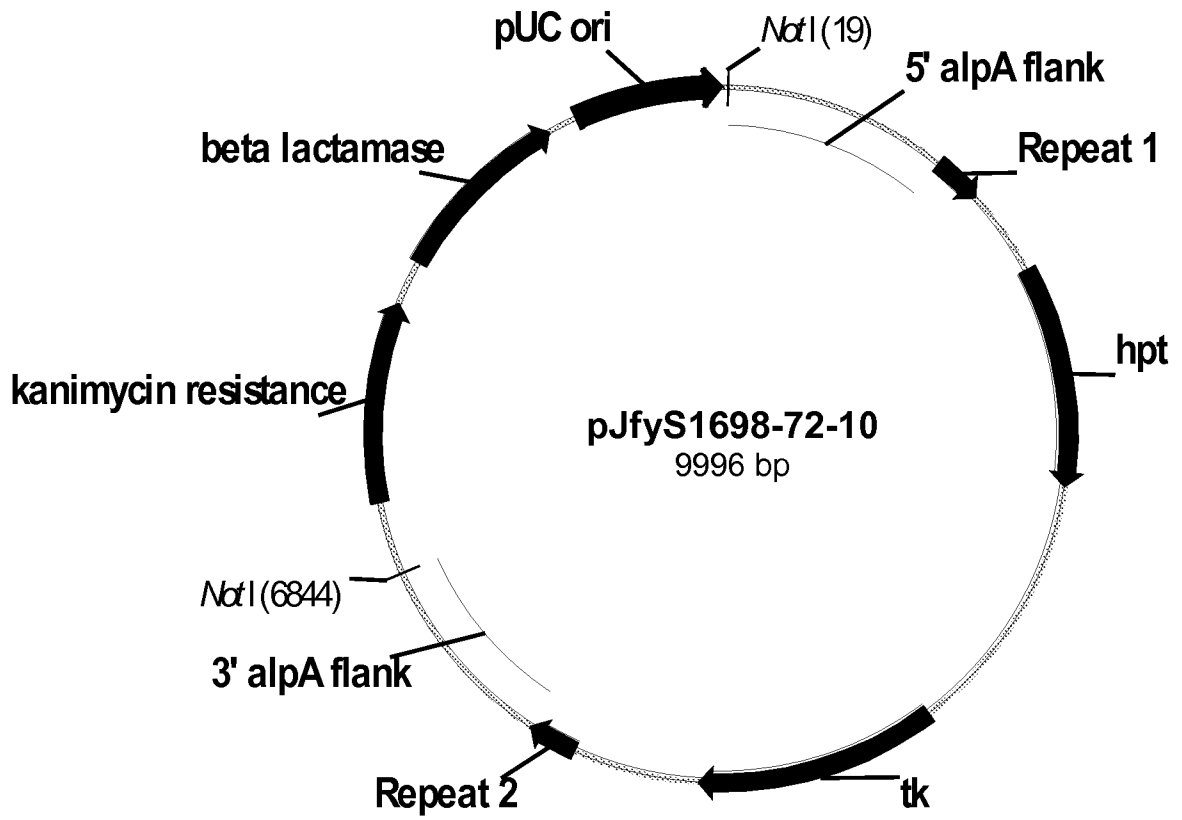 pUC ori
NotI (19)
5' alpA flank
beta lactamase
Repeat 1
hpt
kanimycin resistance
pJfyS1698-72-10
9996 bp
NotI (6844)
3' alpA flank
Repeat 2
tk